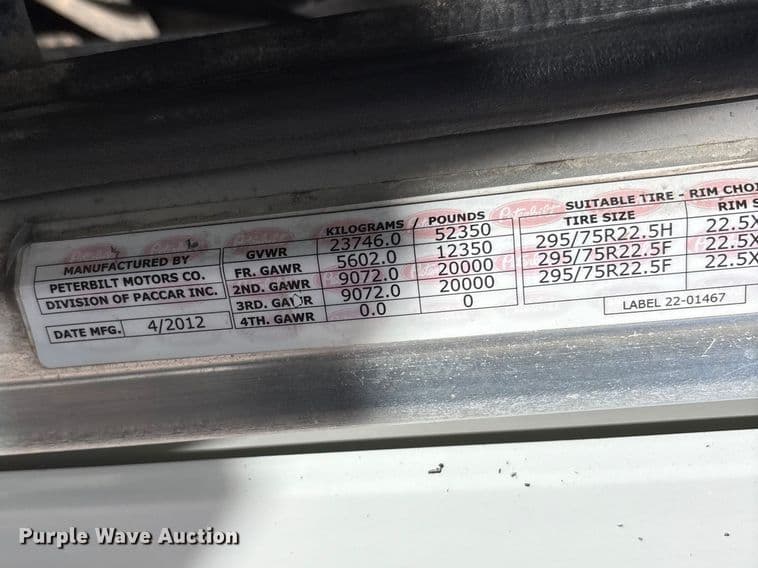 MANUFACTURED BY
PETERBILT MOTORS CO.
DIVISION OF PACCAR INC.
DATE MFG. 4/2012
KILOGRAMS / POUNDS
GVWR 23746.0 52350
FR. GAWR 5602.0 12350
2ND. GAWR 9072.0 20000
3RD. GAWR 9072.0 20000
4TH. GAWR 0.0 0
SUITABLE TIRE - RIM CHOI
TIRE SIZE RIM S
295/75R22.5H 22.5X
295/75R22.5F 22.5X
295/75R22.5F 22.5X
LABEL 22-01467
Purple Wave Auction